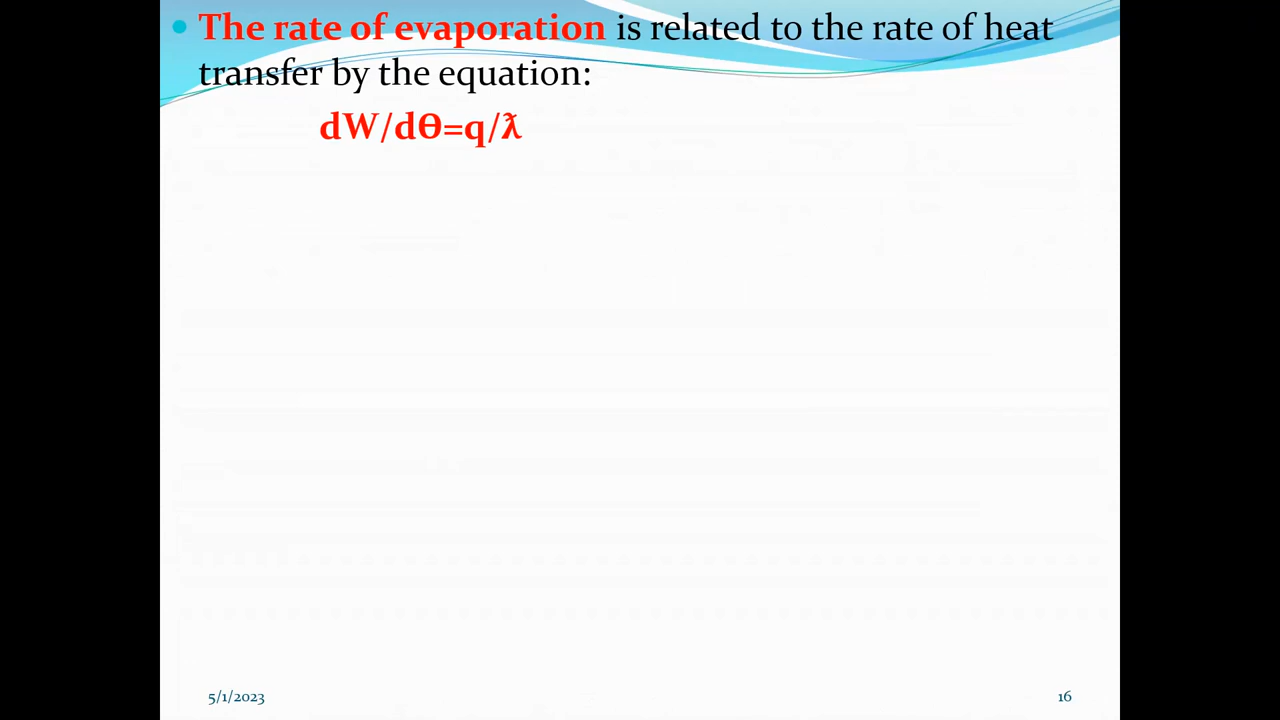 • The rate of evaporation is related to the rate of heat
transfer by the equation:
dW/dƟ=q/ƛ
5/1/2023
16